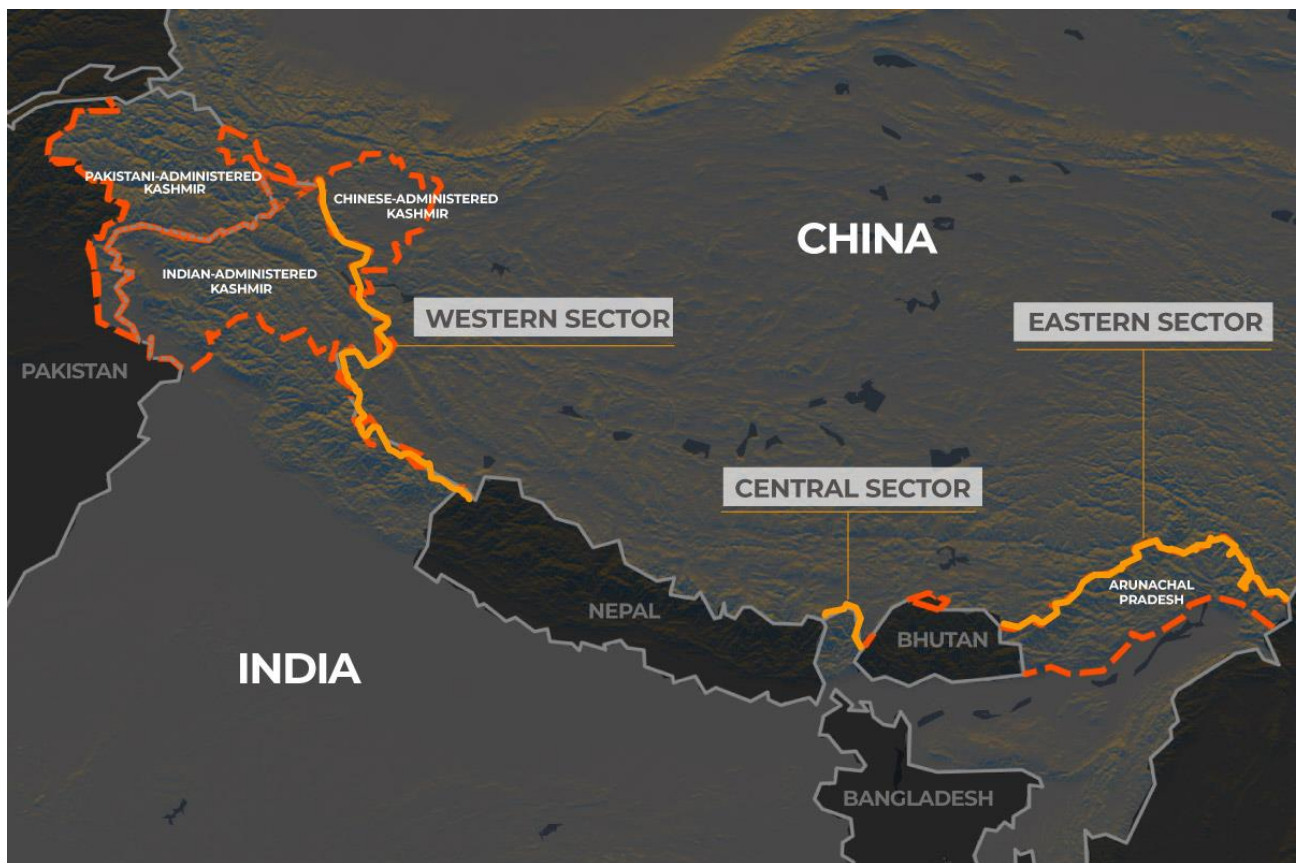 PAKISTANI-ADMINISTERED
KASHMIR
CHINESE-ADMINISTERED
KASHMIR
CHINA
INDIAN-ADMINISTERED
KASHMIR
WESTERN SECTOR
EASTERN SECTOR
PAKISTAN
CENTRAL SECTOR
ARUNACHAL
PRADESH
NEPAL
BHUTAN
INDIA
BANGLADESH